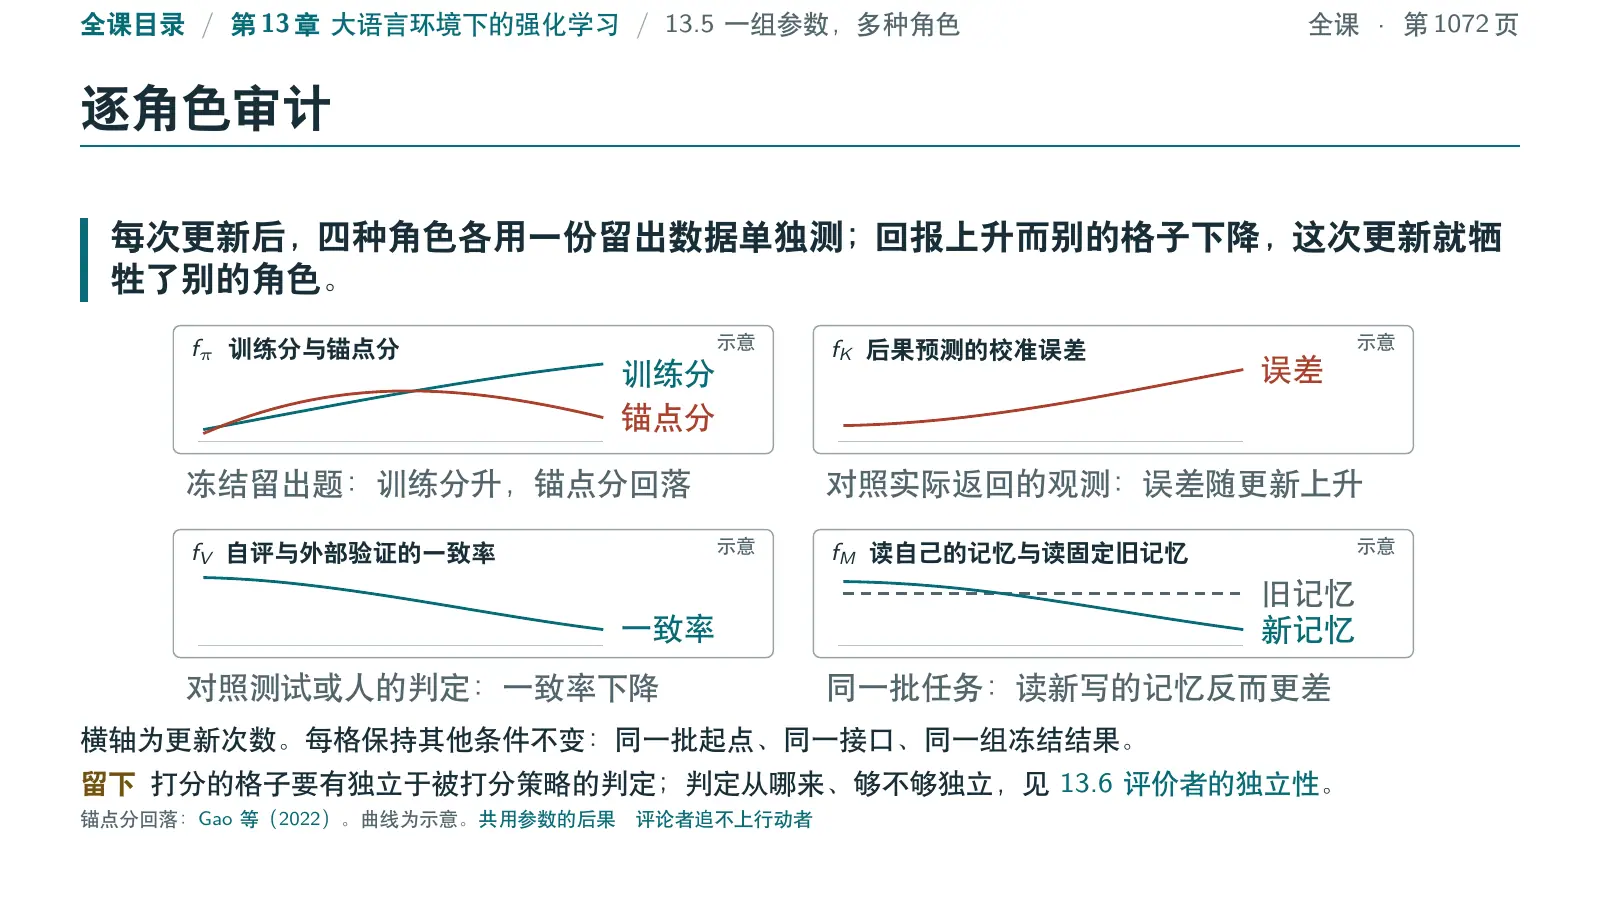 全课目录 / 第 13 章 大语言环境下的强化学习 / 13.5 一组参数，多种角色 全课 · 第 1072 页
逐角色审计
每次更新后，四种角色各用一份留出数据单独测；回报上升而别的格子下降，这次更新就牺
牲了别的角色。
fπ 训练分与锚点分 示意
训练分
锚点分
冻结留出题：训练分升，锚点分回落
fK 后果预测的校准误差 示意
误差
对照实际返回的观测：误差随更新上升
fV 自评与外部验证的一致率 示意
一致率
对照测试或人的判定：一致率下降
fM 读自己的记忆与读固定旧记忆 示意
旧记忆
新记忆
同一批任务：读新写的记忆反而更差
横轴为更新次数。每格保持其他条件不变：同一批起点、同一接口、同一组冻结结果。
留下 打分的格子要有独立于被打分策略的判定；判定从哪来、够不够独立，见 13.6 评价者的独立性。
锚点分回落：Gao 等（2022）。曲线为示意。共用参数的后果 评论者追不上行动者